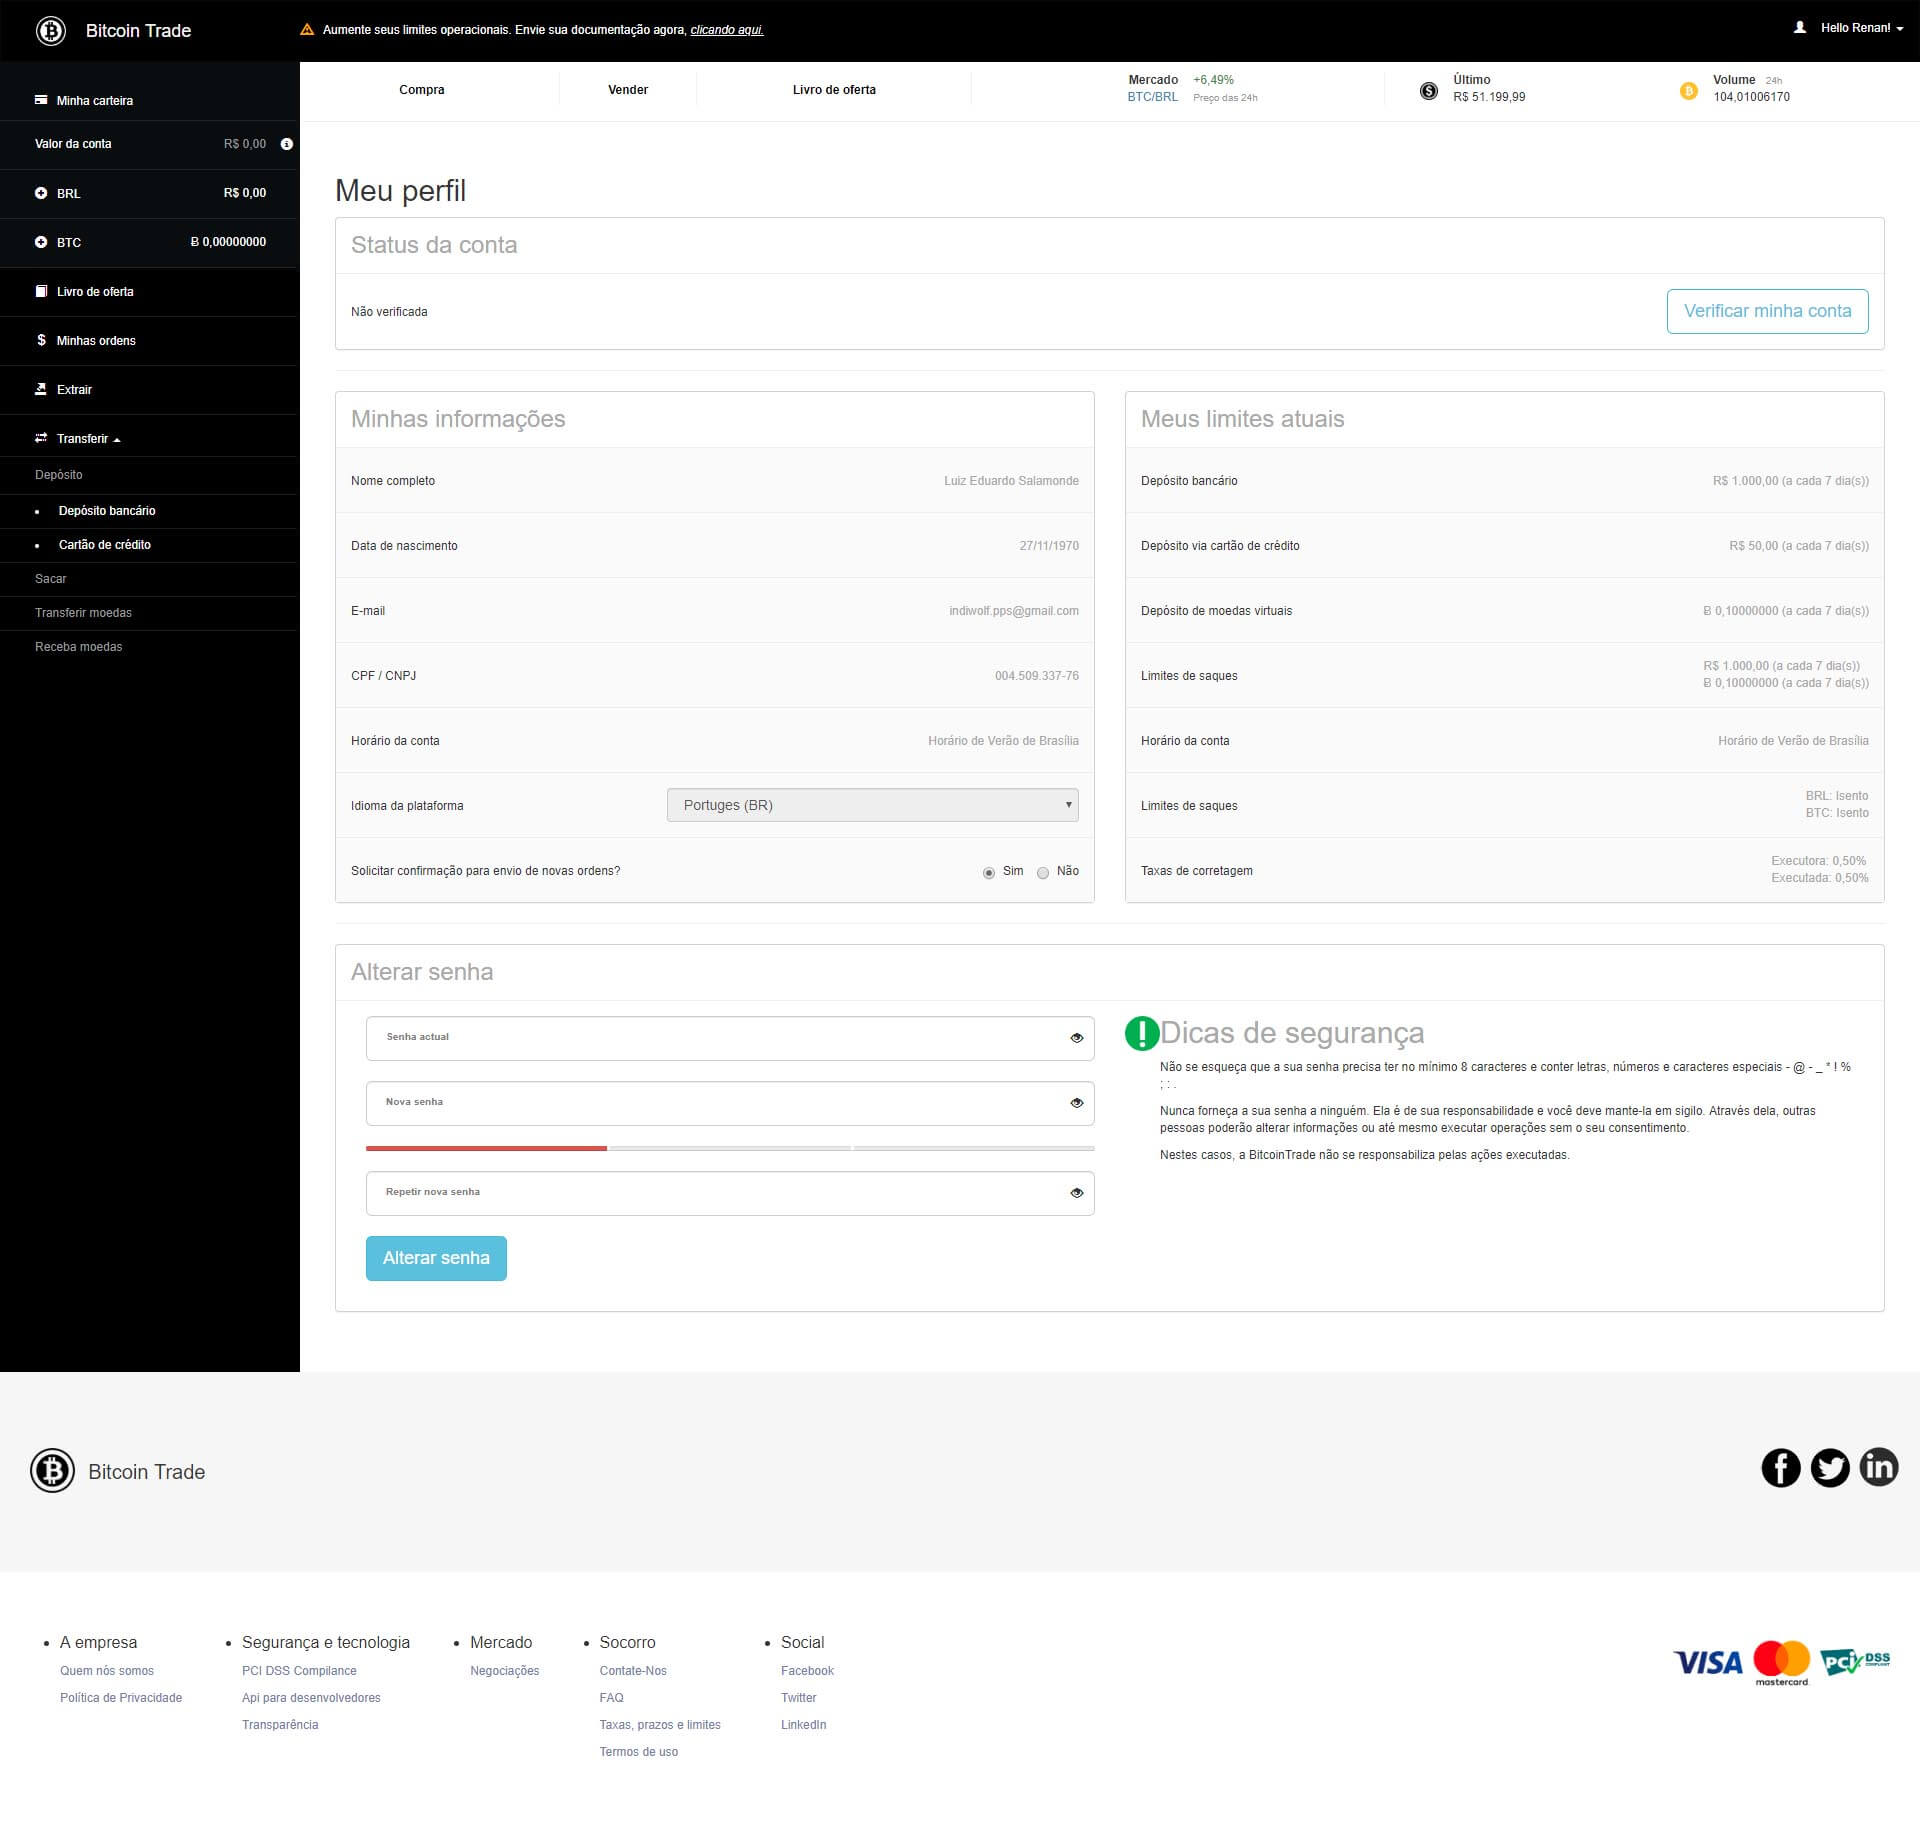 Bitcoin Trade
Aumente seus limites operacionais. Envie sua documentação agora, clicando aqui.
Hello Renan!
Minha carteira
Valor da conta R$ 0,00
BRL R$ 0,00
BTC Ƀ 0,00000000
Livro de oferta
$ Minhas ordens
Extrair
Transferir
Depósito
Depósito bancário
Cartão de crédito
Sacar
Transferir moedas
Receba moedas
Compra
Vender
Livro de oferta
Mercado +6,49%
BTC/BRL Preço das 24h
Último
R$ 51.199,99
Volume 24h
104,01006170
Meu perfil
Status da conta
Não verificada
Verificar minha conta
Minhas informações
Nome completo Luiz Eduardo Salamonde
Data de nascimento 27/11/1970
E-mail indiwolf.pps@gmail.com
CPF / CNPJ 004.509.337-76
Horário da conta Horário de Verão de Brasília
Idioma da plataforma Portuges (BR)
Solicitar confirmação para envio de novas ordens? Sim Não
Meus limites atuais
Depósito bancário R$ 1.000,00 (a cada 7 dia(s))
Depósito via cartão de crédito R$ 50,00 (a cada 7 dia(s))
Depósito de moedas virtuais Ƀ 0,10000000 (a cada 7 dia(s))
Limites de saques R$ 1.000,00 (a cada 7 dia(s))
Ƀ 0,10000000 (a cada 7 dia(s))
Horário da conta Horário de Verão de Brasília
Limites de saques BRL: Isento
BTC: Isento
Taxas de corretagem Executora: 0,50%
Executada: 0,50%
Alterar senha
Senha actual
Nova senha
Repetir nova senha
Alterar senha
Dicas de segurança
Não se esqueça que a sua senha precisa ter no mínimo 8 caracteres e conter letras, números e caracteres especiais - @ - _ * ! %
; : .
Nunca forneça a sua senha a ninguém. Ela é de sua responsabilidade e você deve mante-la em sigilo. Através dela, outras
pessoas poderão alterar informações ou até mesmo executar operações sem o seu consentimento.
Nestes casos, a BitcoinTrade não se responsabiliza pelas ações executadas.
Bitcoin Trade
A empresa
Quem nós somos
Política de Privacidade
Segurança e tecnologia
PCI DSS Compilance
Api para desenvolvedores
Transparência
Mercado
Negociações
Socorro
Contate-Nos
FAQ
Taxas, prazos e limites
Termos de uso
Social
Facebook
Twitter
LinkedIn
VISA
mastercard
PCI DSS
COMPLIANT